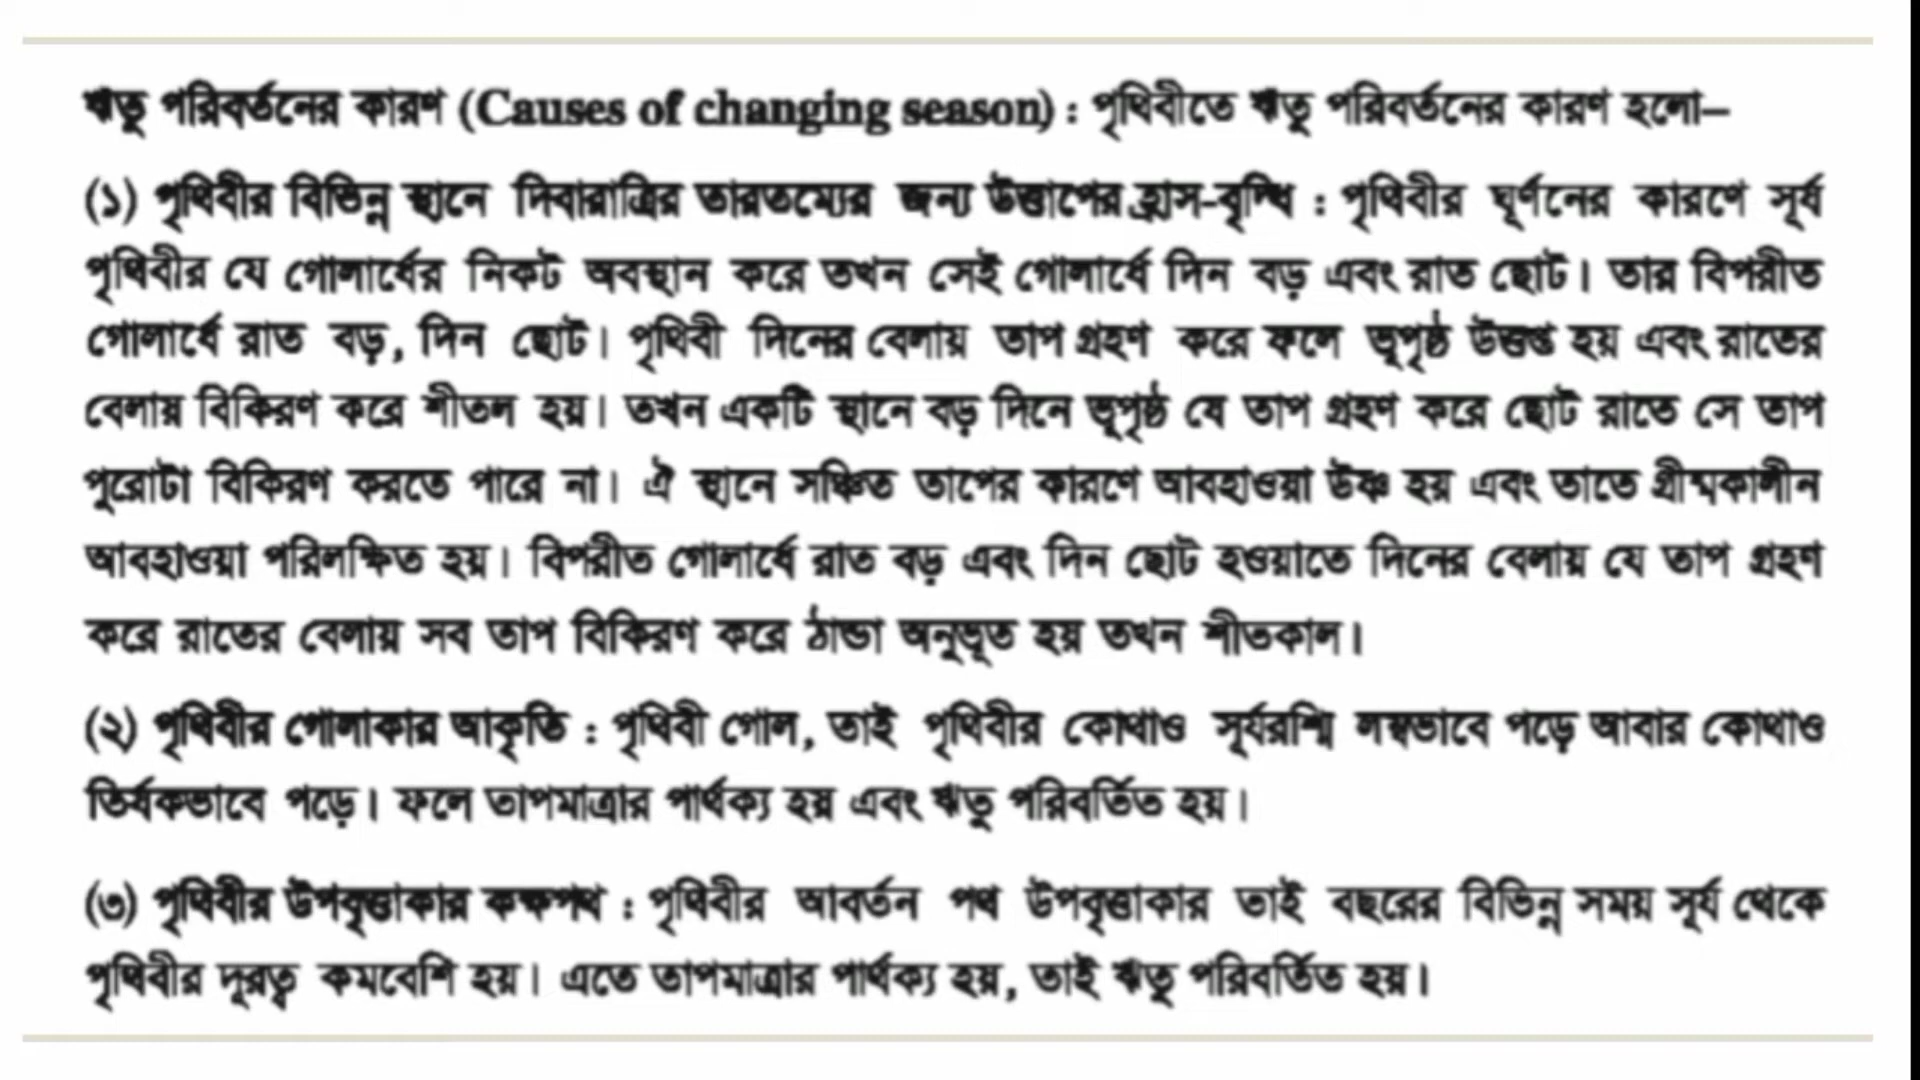 ঋতু পরিবর্তনের কারণ (Causes of changing season) : পৃথিবীতে ঋতু পরিবর্তনের কারণ হলো–
(১) পৃথিবীর বিভিন্ন স্থানে দিবারাত্রির তারতম্যের জন্য উত্তাপের হ্রাস-বৃদ্ধি : পৃথিবীর ঘূর্ণনের কারণে সূর্য
পৃথিবীর যে গোলার্ধের নিকট অবস্থান করে তখন সেই গোলার্ধে দিন বড় এবং রাত ছোট। তার বিপরীত
গোলার্ধে রাত বড়, দিন ছোট। পৃথিবী দিনের বেলায় তাপ গ্রহণ করে ফলে ভূপৃষ্ঠ উত্তপ্ত হয় এবং রাতের
বেলায় বিকিরণ করে শীতল হয়। তখন একটি স্থানে বড় দিনে ভূপৃষ্ঠ যে তাপ গ্রহণ করে ছোট রাতে সে তাপ
পুরোটা বিকিরণ করতে পারে না। ঐ স্থানে সঞ্চিত তাপের কারণে আবহাওয়া উষ্ণ হয় এবং তাতে গ্রীষ্মকালীন
আবহাওয়া পরিলক্ষিত হয়। বিপরীত গোলার্ধে রাত বড় এবং দিন ছোট হওয়াতে দিনের বেলায় যে তাপ গ্রহণ
করে রাতের বেলায় সব তাপ বিকিরণ করে ঠান্ডা অনুভূত হয় তখন শীতকাল।
(২) পৃথিবীর গোলাকার আকৃতি : পৃথিবী গোল, তাই পৃথিবীর কোথাও সূর্যরশ্মি লম্বভাবে পড়ে আবার কোথাও
তির্যকভাবে পড়ে। ফলে তাপমাত্রার পার্থক্য হয় এবং ঋতু পরিবর্তিত হয়।
(৩) পৃথিবীর উপবৃত্তাকার কক্ষপথ : পৃথিবীর আবর্তন পথ উপবৃত্তাকার তাই বছরের বিভিন্ন সময় সূর্য থেকে
পৃথিবীর দূরত্ব কমবেশি হয়। এতে তাপমাত্রার পার্থক্য হয়, তাই ঋতু পরিবর্তিত হয়।